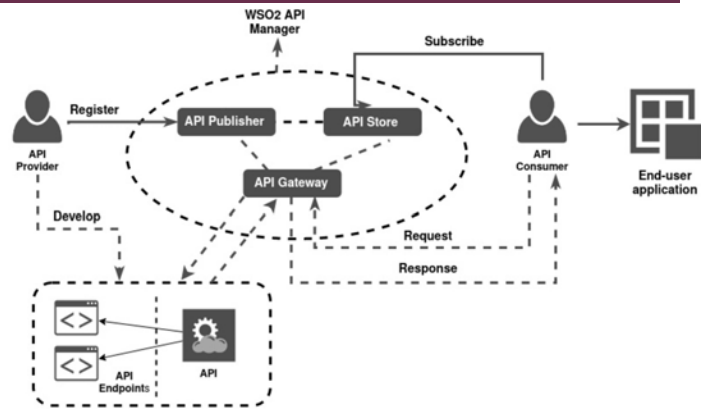 WSO2 API
Manager
Subscribe
Register
API Publisher
API Store
API
Provider
API
Consumer
End-user
application
API Gateway
Develop
Request
Response
< >
< >
API
Endpoints
API